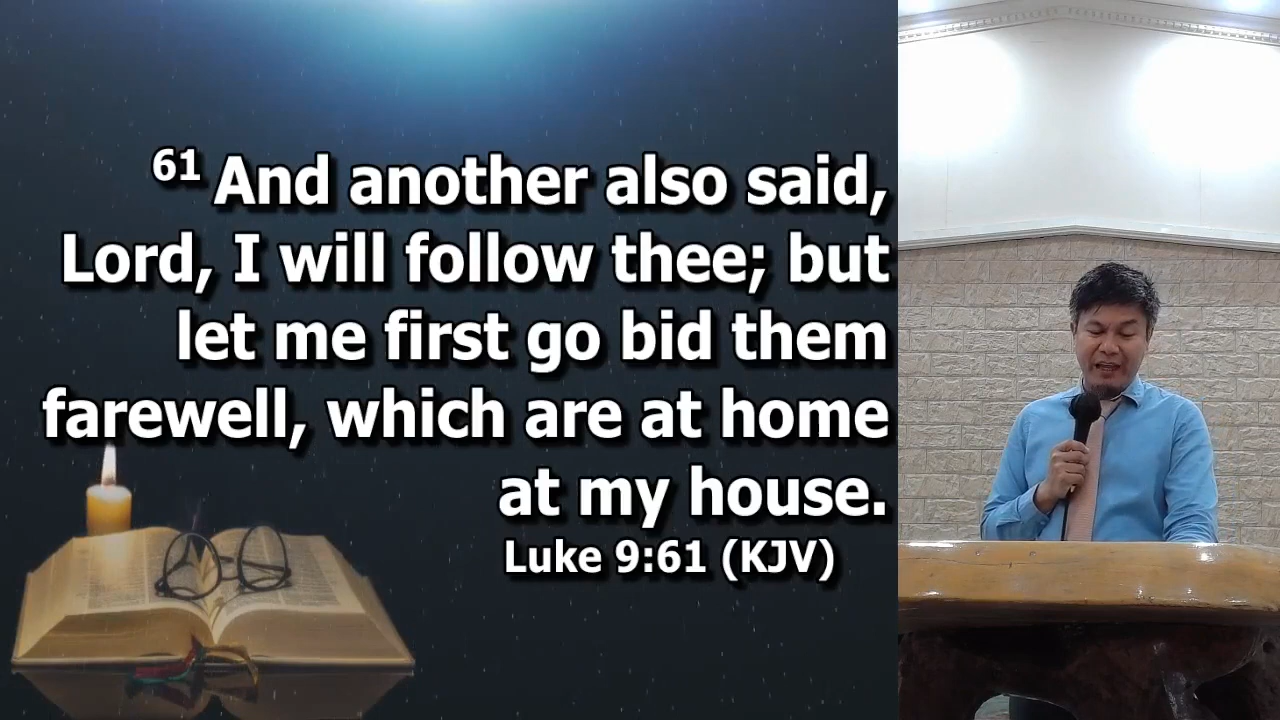 61 And another also said,
Lord, I will follow thee; but
let me first go bid them
farewell, which are at home
at my house.
Luke 9:61 (KJV)